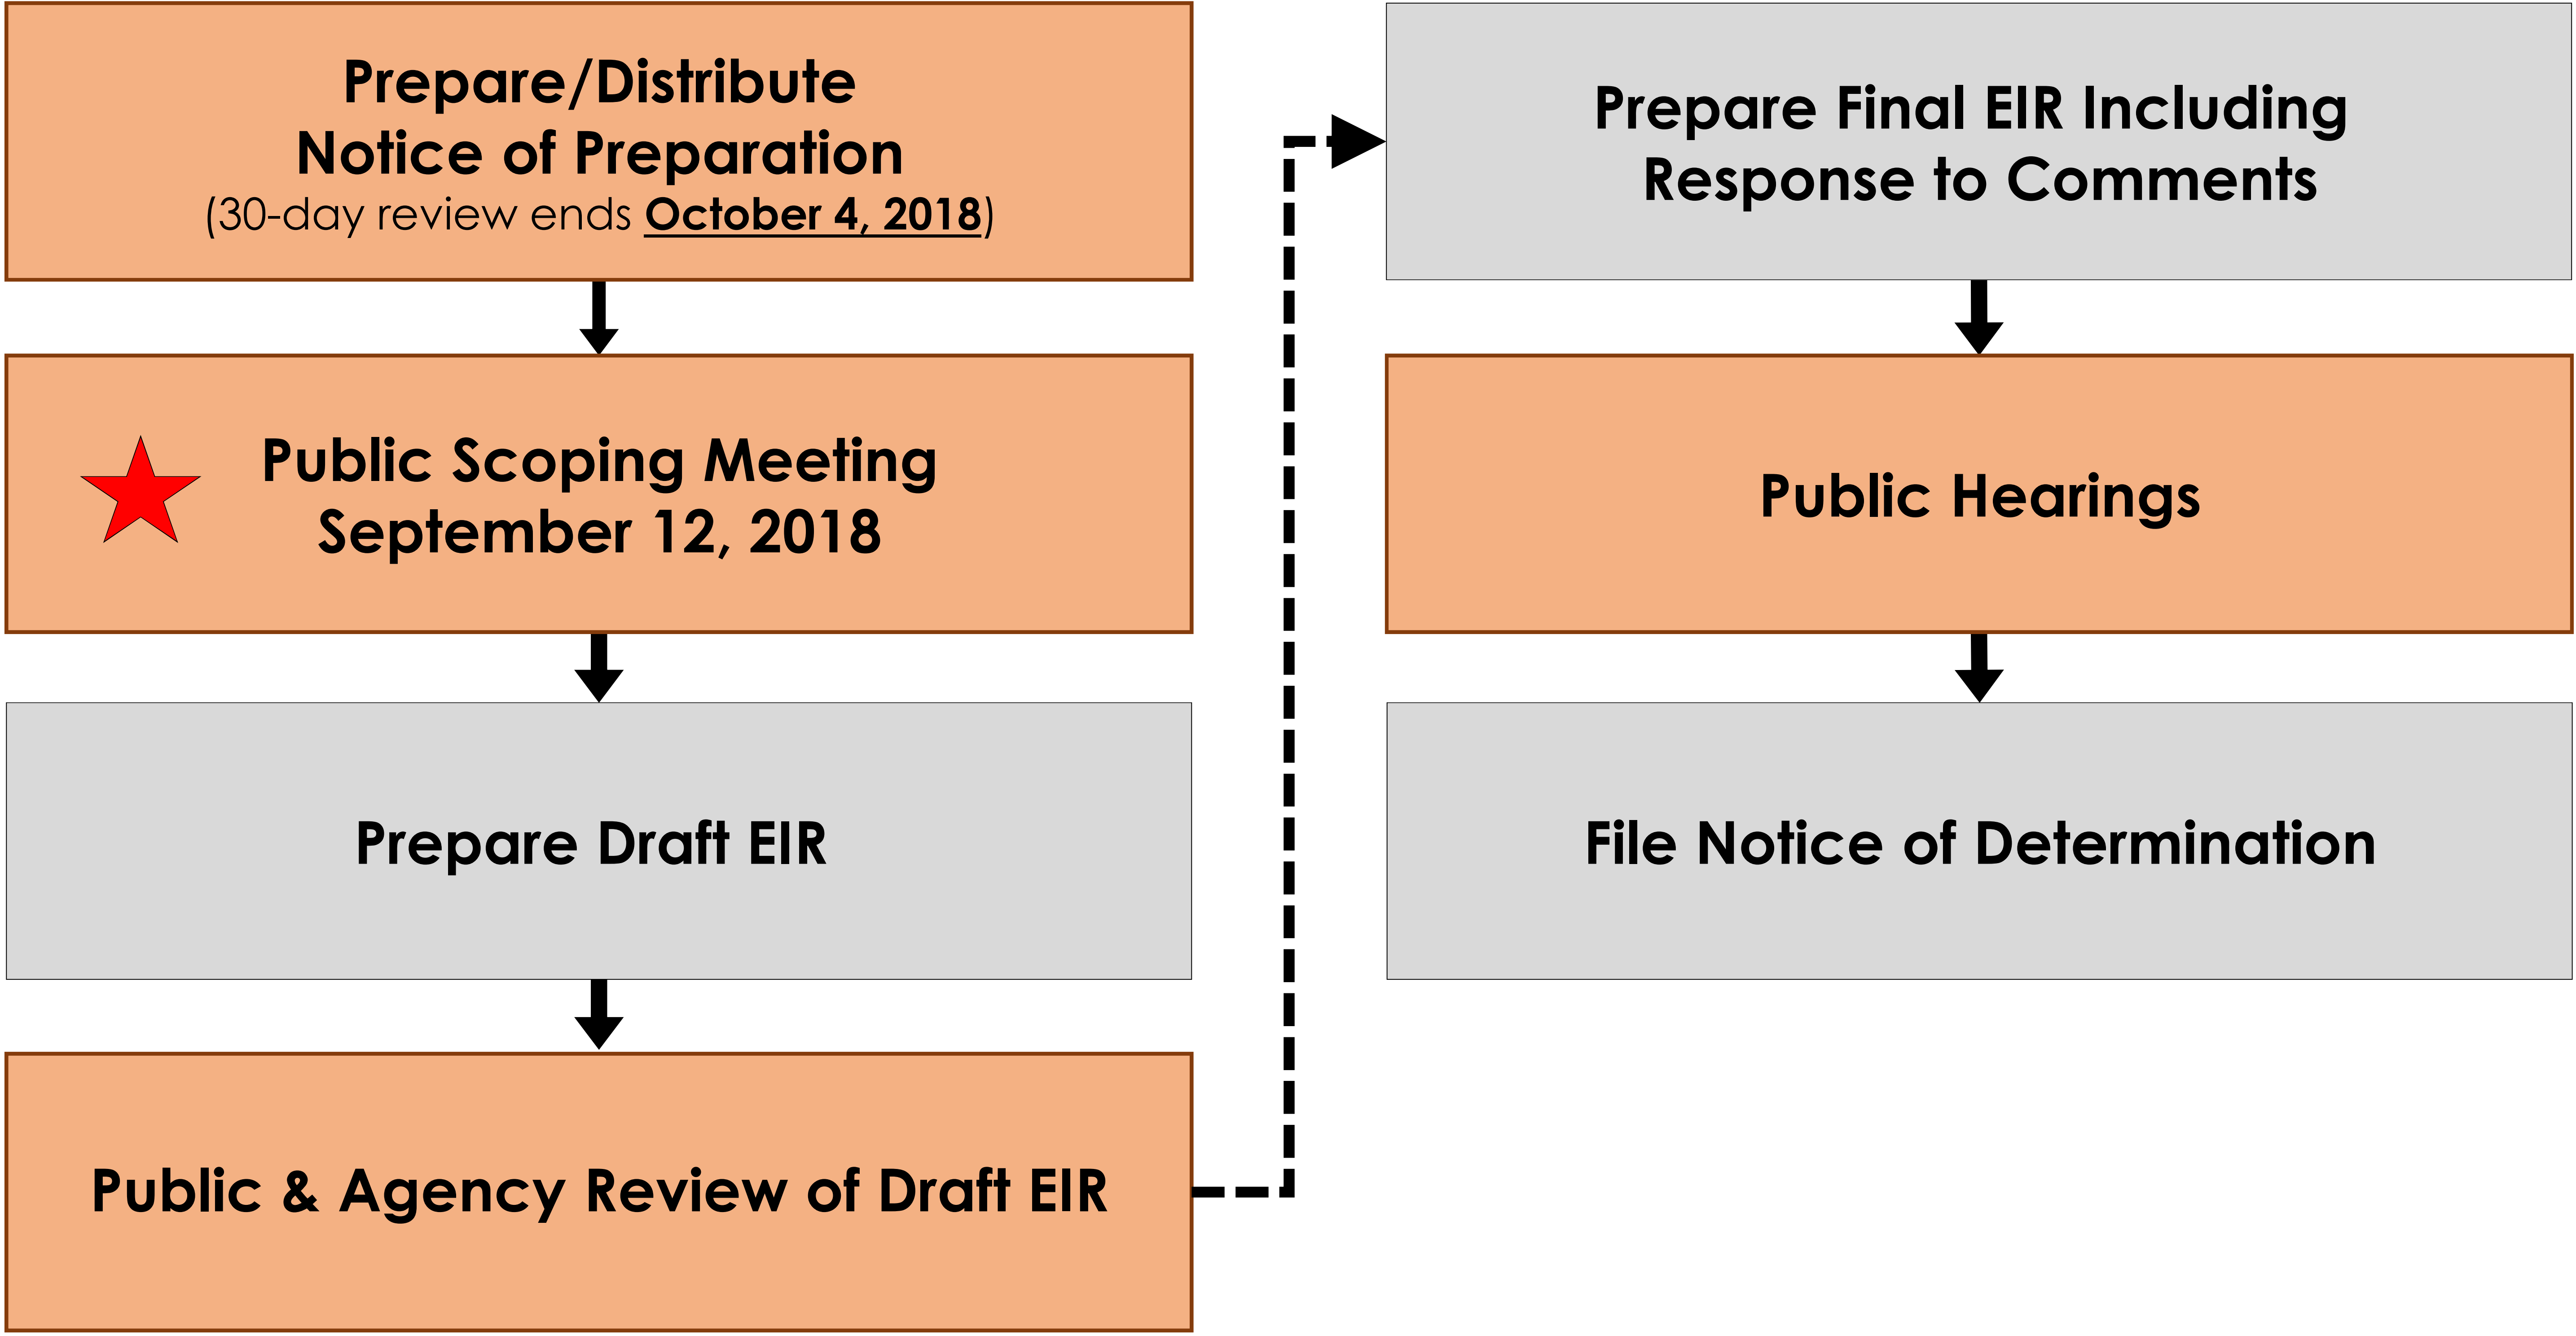 Prepare/Distribute
Notice of Preparation
(30-day review ends October 4, 2018)
Public Scoping Meeting
September 12, 2018
Prepare Draft EIR
Public & Agency Review of Draft EIR
Prepare Final EIR Including
Response to Comments
Public Hearings
File Notice of Determination